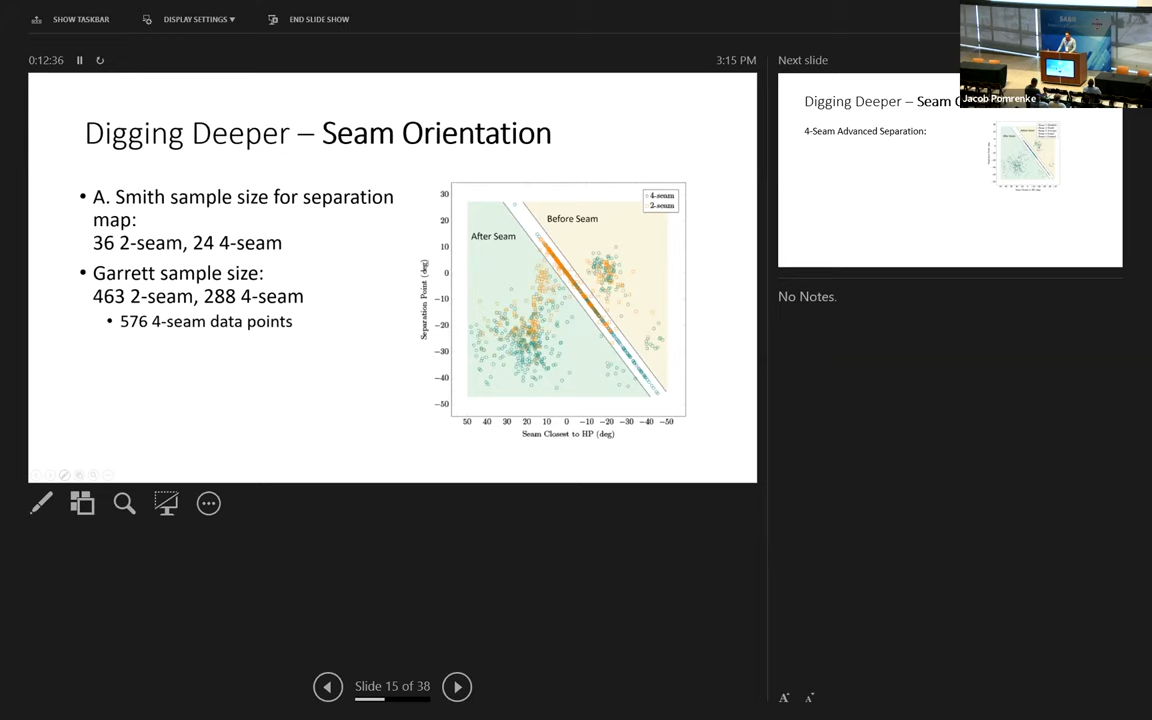 SHOW TASKBAR
DISPLAY SETTINGS ▼
END SLIDE SHOW
SABR
Jacob Pomrenke
0:12:36
3:15 PM
Next slide
Digging Deeper – Seam Orientation
• A. Smith sample size for separation
map:
36 2-seam, 24 4-seam
• Garrett sample size:
463 2-seam, 288 4-seam
• 576 4-seam data points
4-seam
2-seam
Before Seam
After Seam
Separation Point (deg)
30
20
10
0
−10
−20
−30
−40
−50
50 40 30 20 10 0 −10 −20 −30 −40 −50
Seam Closest to HP (deg)
Digging Deeper – Seam
4-Seam Advanced Separation:
No Notes.
Slide 15 of 38
A
A